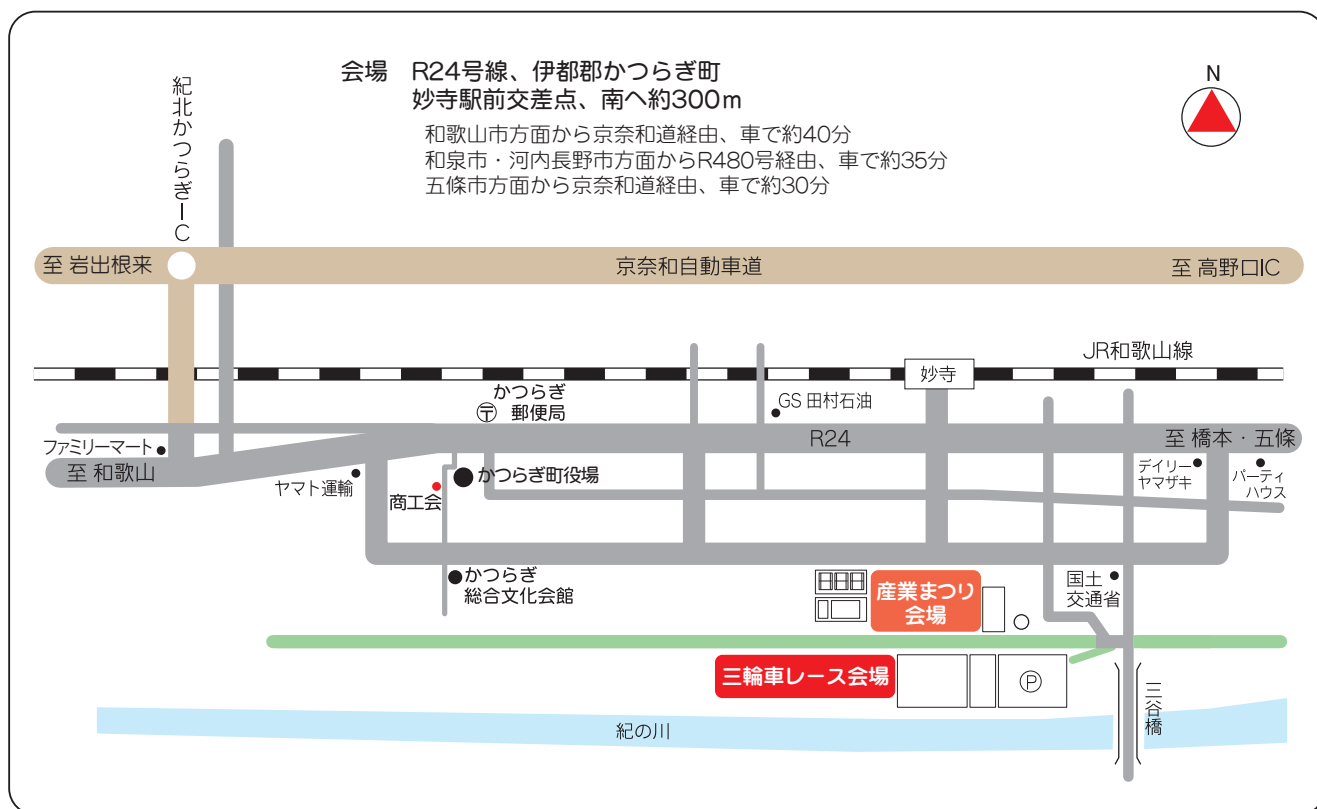 会場 R24号線、伊都郡かつらぎ町
妙寺駅前交差点、南へ約300m
和歌山市方面から京奈和道経由、車で約40分
和泉市・河内長野市方面からR480号経由、車で約35分
五條市方面から京奈和道経由、車で約30分
N
紀北かつらぎIC
至 岩出根来
京奈和自動車道
至 高野口IC
JR和歌山線
妙寺
かつらぎ
〒 郵便局
GS 田村石油
ファミリーマート
R24
至 橋本・五條
至 和歌山
ヤマト運輸
商工会
かつらぎ町役場
デイリー
ヤマザキ
パーティ
ハウス
かつらぎ
総合文化会館
産業まつり
会場
国土
交通省
三輪車レース会場
P
三谷橋
紀の川